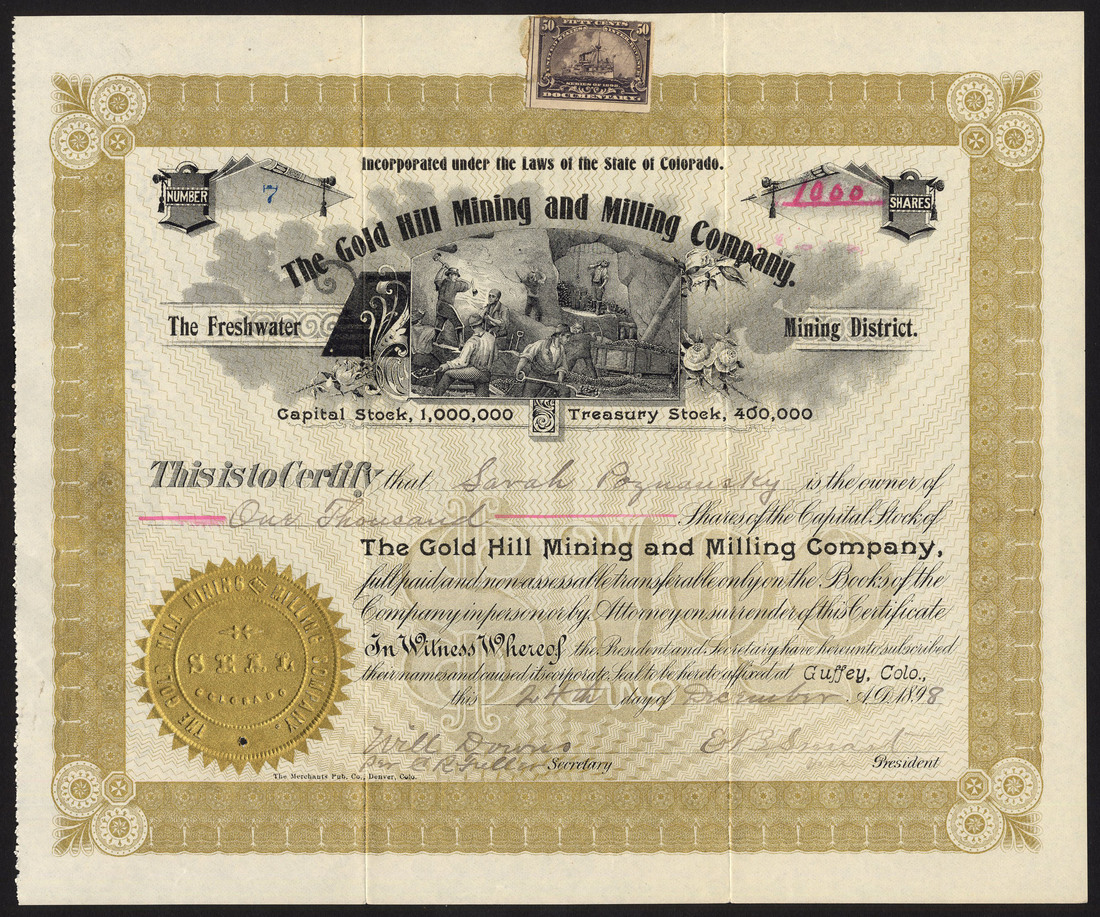 50 FIFTY CENTS 50
SERIES OF 1898
DOCUMENTARY.
Incorporated under the Laws of the State of Colorado.
NUMBER 7
1000 SHARES
The Gold Hill Mining and Milling Company.
The Freshwater Mining District.
Capital Stock, 1,000,000 Treasury Stock, 400,000
This is to Certify that Sarah Poznansky is the owner of
One Thousand Shares of the Capital Stock of
The Gold Hill Mining and Milling Company,
full paid and non-assessable transferable only on the Books of the
Company in person or by Attorney on surrender of this Certificate
In Witness Whereof the President and Secretary have hereunto subscribed
their names and caused its corporate Seal to be hereto affixed at Guffey, Colo.,
this 24th day of December A.D. 1898
THE GOLD HILL MINING AND MILLING COMPANY.
SEAL
COLORADO
Will Downs
Secretary
President
The Merchants Pub. Co., Denver, Colo.